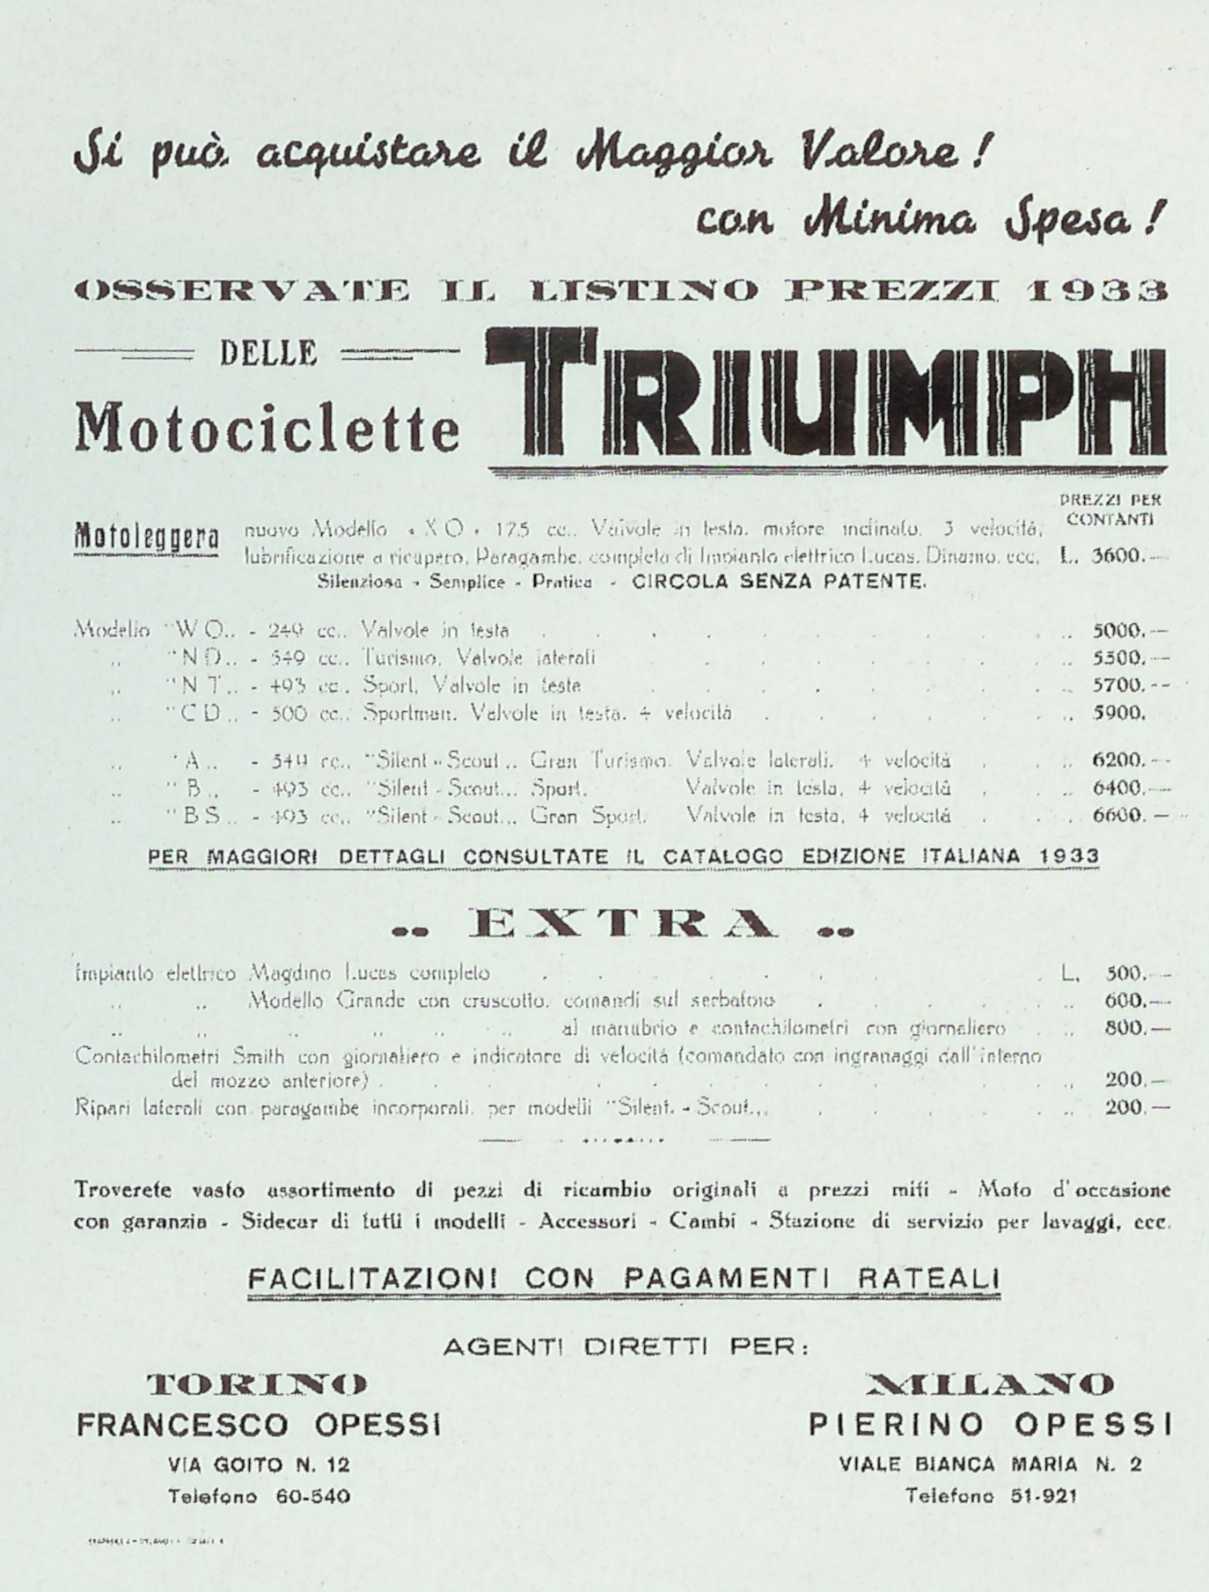 Si può acquistare il Maggior Valore!
con Minima Spesa!
OSSERVATE IL LISTINO PREZZI 1933
DELLE
Motociclette TRIUMPH
PREZZI PER
CONTANTI
Motoleggera nuovo Modello « X O » 175 cc., Valvole in testa, motore inclinato, 3 velocità,
lubrificazione a ricupero, Paragambe, completa di Impianto elettrico Lucas, Dinamo, ecc. L. 3600.—
Silenziosa - Semplice - Pratica - CIRCOLA SENZA PATENTE.
Modello "W O„ - 249 cc., Valvole in testa . . . . . . . . . . „ 5000.—
„ "N D„ - 549 cc., Turismo, Valvole laterali . . . . . . . . „ 5300.—
„ "N T„ - 493 cc., Sport, Valvole in testa . . . . . . . . „ 5700.—
„ "C D„ - 500 cc., Sportman, Valvole in testa, 4 velocità . . . . . . „ 5900.
„ "A„ - 549 cc., "Silent-Scout„ Gran Turismo, Valvole laterali, 4 velocità . . „ 6200.—
„ "B„ - 493 cc., "Silent-Scout„ Sport, Valvole in testa, 4 velocità . . „ 6400.—
„ "B S„ - 493 cc., "Silent-Scout„ Gran Sport, Valvole in testa, 4 velocità . . „ 6600.—
PER MAGGIORI DETTAGLI CONSULTATE IL CATALOGO EDIZIONE ITALIANA 1933
.. EXTRA ..
Impianto elettrico Magdino Lucas completo . . . . . . . . . L. 500.—
„ „ Modello Grande con cruscotto, comandi sul serbatoio . . . . . „ 600.—
„ „ „ „ „ „ al manubrio e contachilometri con giornaliero . „ 800.—
Contachilometri Smith con giornaliero e indicatore di velocità (comandato con ingranaggi dall'interno
del mozzo anteriore) . . . . . . . . . . . . „ 200.—
Ripari laterali con paragambe incorporati, per modelli "Silent - Scout„ . . . . . „ 200.—
Troverete vasto assortimento di pezzi di ricambio originali a prezzi miti - Moto d'occasione
con garanzia - Sidecar di tutti i modelli - Accessori - Cambi - Stazione di servizio per lavaggi, ecc.
FACILITAZIONI CON PAGAMENTI RATEALI
AGENTI DIRETTI PER:
TORINO
FRANCESCO OPESSI
VIA GOITO N. 12
Telefono 60-540
MILANO
PIERINO OPESSI
VIALE BIANCA MARIA N. 2
Telefono 51-921